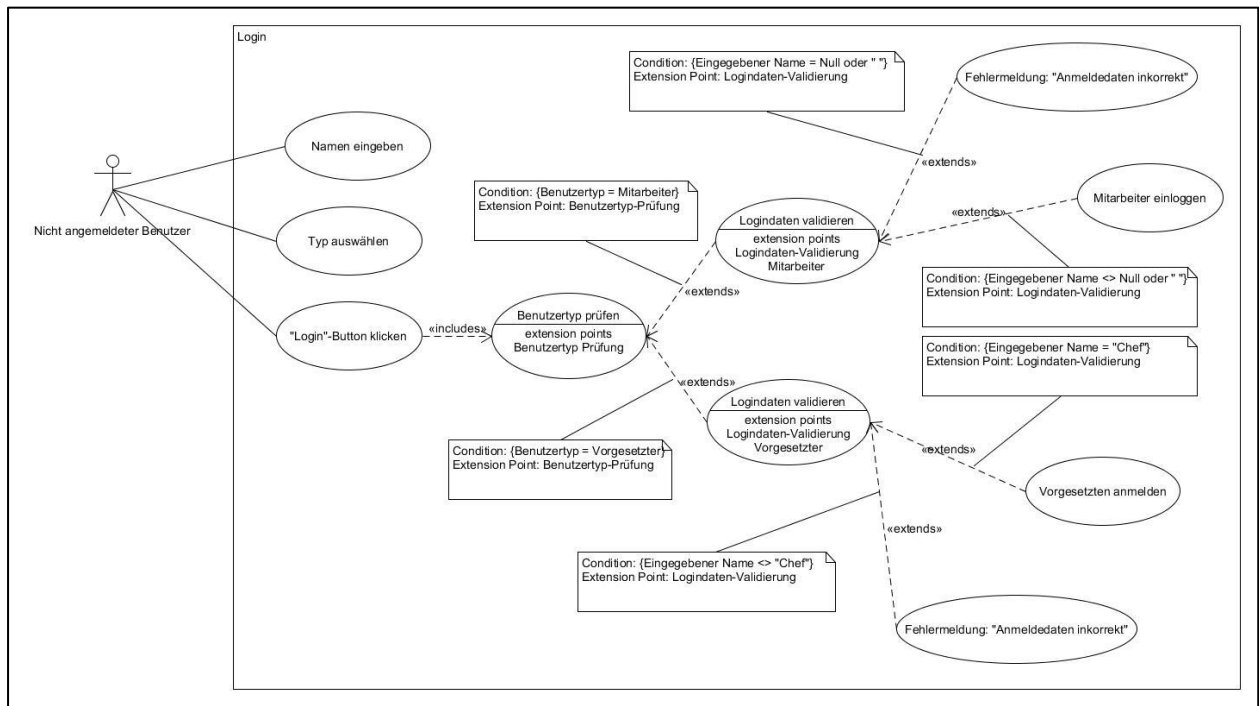 Login
Condition: {Eingegebener Name = Null oder " "}
Extension Point: Logindaten-Validierung
Fehlermeldung: "Anmeldedaten inkorrekt"
Namen eingeben
«extends»
Condition: {Benutzertyp = Mitarbeiter}
Extension Point: Benutzertyp-Prüfung
Mitarbeiter einloggen
«extends»
Nicht angemeldeter Benutzer
Typ auswählen
Logindaten validieren
extension points
Logindaten-Validierung
Mitarbeiter
Condition: {Eingegebener Name <> Null oder " "}
Extension Point: Logindaten-Validierung
«extends»
"Login"-Button klicken
«includes»
Benutzertyp prüfen
extension points
Benutzertyp Prüfung
Condition: {Eingegebener Name = "Chef"}
Extension Point: Logindaten-Validierung
«extends»
Logindaten validieren
extension points
Logindaten-Validierung
Vorgesetzter
Condition: {Benutzertyp = Vorgesetzter}
Extension Point: Benutzertyp-Prüfung
«extends»
Vorgesetzten anmelden
«extends»
Condition: {Eingegebener Name <> "Chef"}
Extension Point: Logindaten-Validierung
Fehlermeldung: "Anmeldedaten inkorrekt"